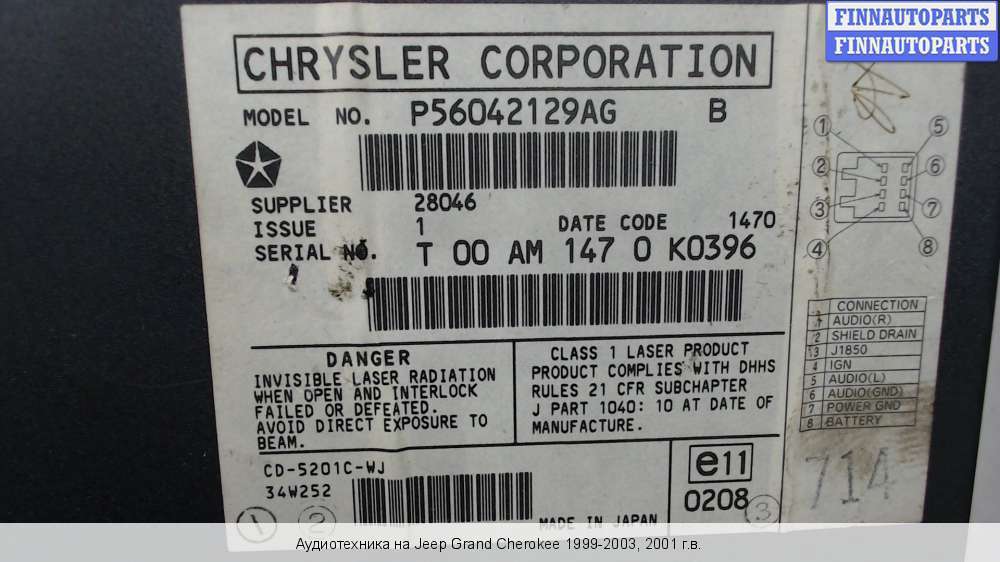 FINNAUTOPARTS
FINNAUTOPARTS
CHRYSLER CORPORATION
MODEL NO. P56042129AG B
SUPPLIER 28046
ISSUE 1 DATE CODE 1470
SERIAL NO. T 00 AM 147 0 K0396
DANGER
INVISIBLE LASER RADIATION
WHEN OPEN AND INTERLOCK
FAILED OR DEFEATED.
AVOID DIRECT EXPOSURE TO
BEAM.
CLASS 1 LASER PRODUCT
PRODUCT COMPLIES WITH DHHS
RULES 21 CFR SUBCHAPTER
J PART 1040: 10 AT DATE OF
MANUFACTURE.
CD-5201C-WJ
34W252
e11
0208
MADE IN JAPAN
1 2 3
1 5
2 6
3 7
4 8
CONNECTION
1 AUDIO(R)
2 SHIELD DRAIN
3 J1850
4 IGN
5 AUDIO(L)
6 AUDIO(GND)
7 POWER GND
8 BATTERY
714
Аудиотехника на Jeep Grand Cherokee 1999-2003, 2001 г.в.